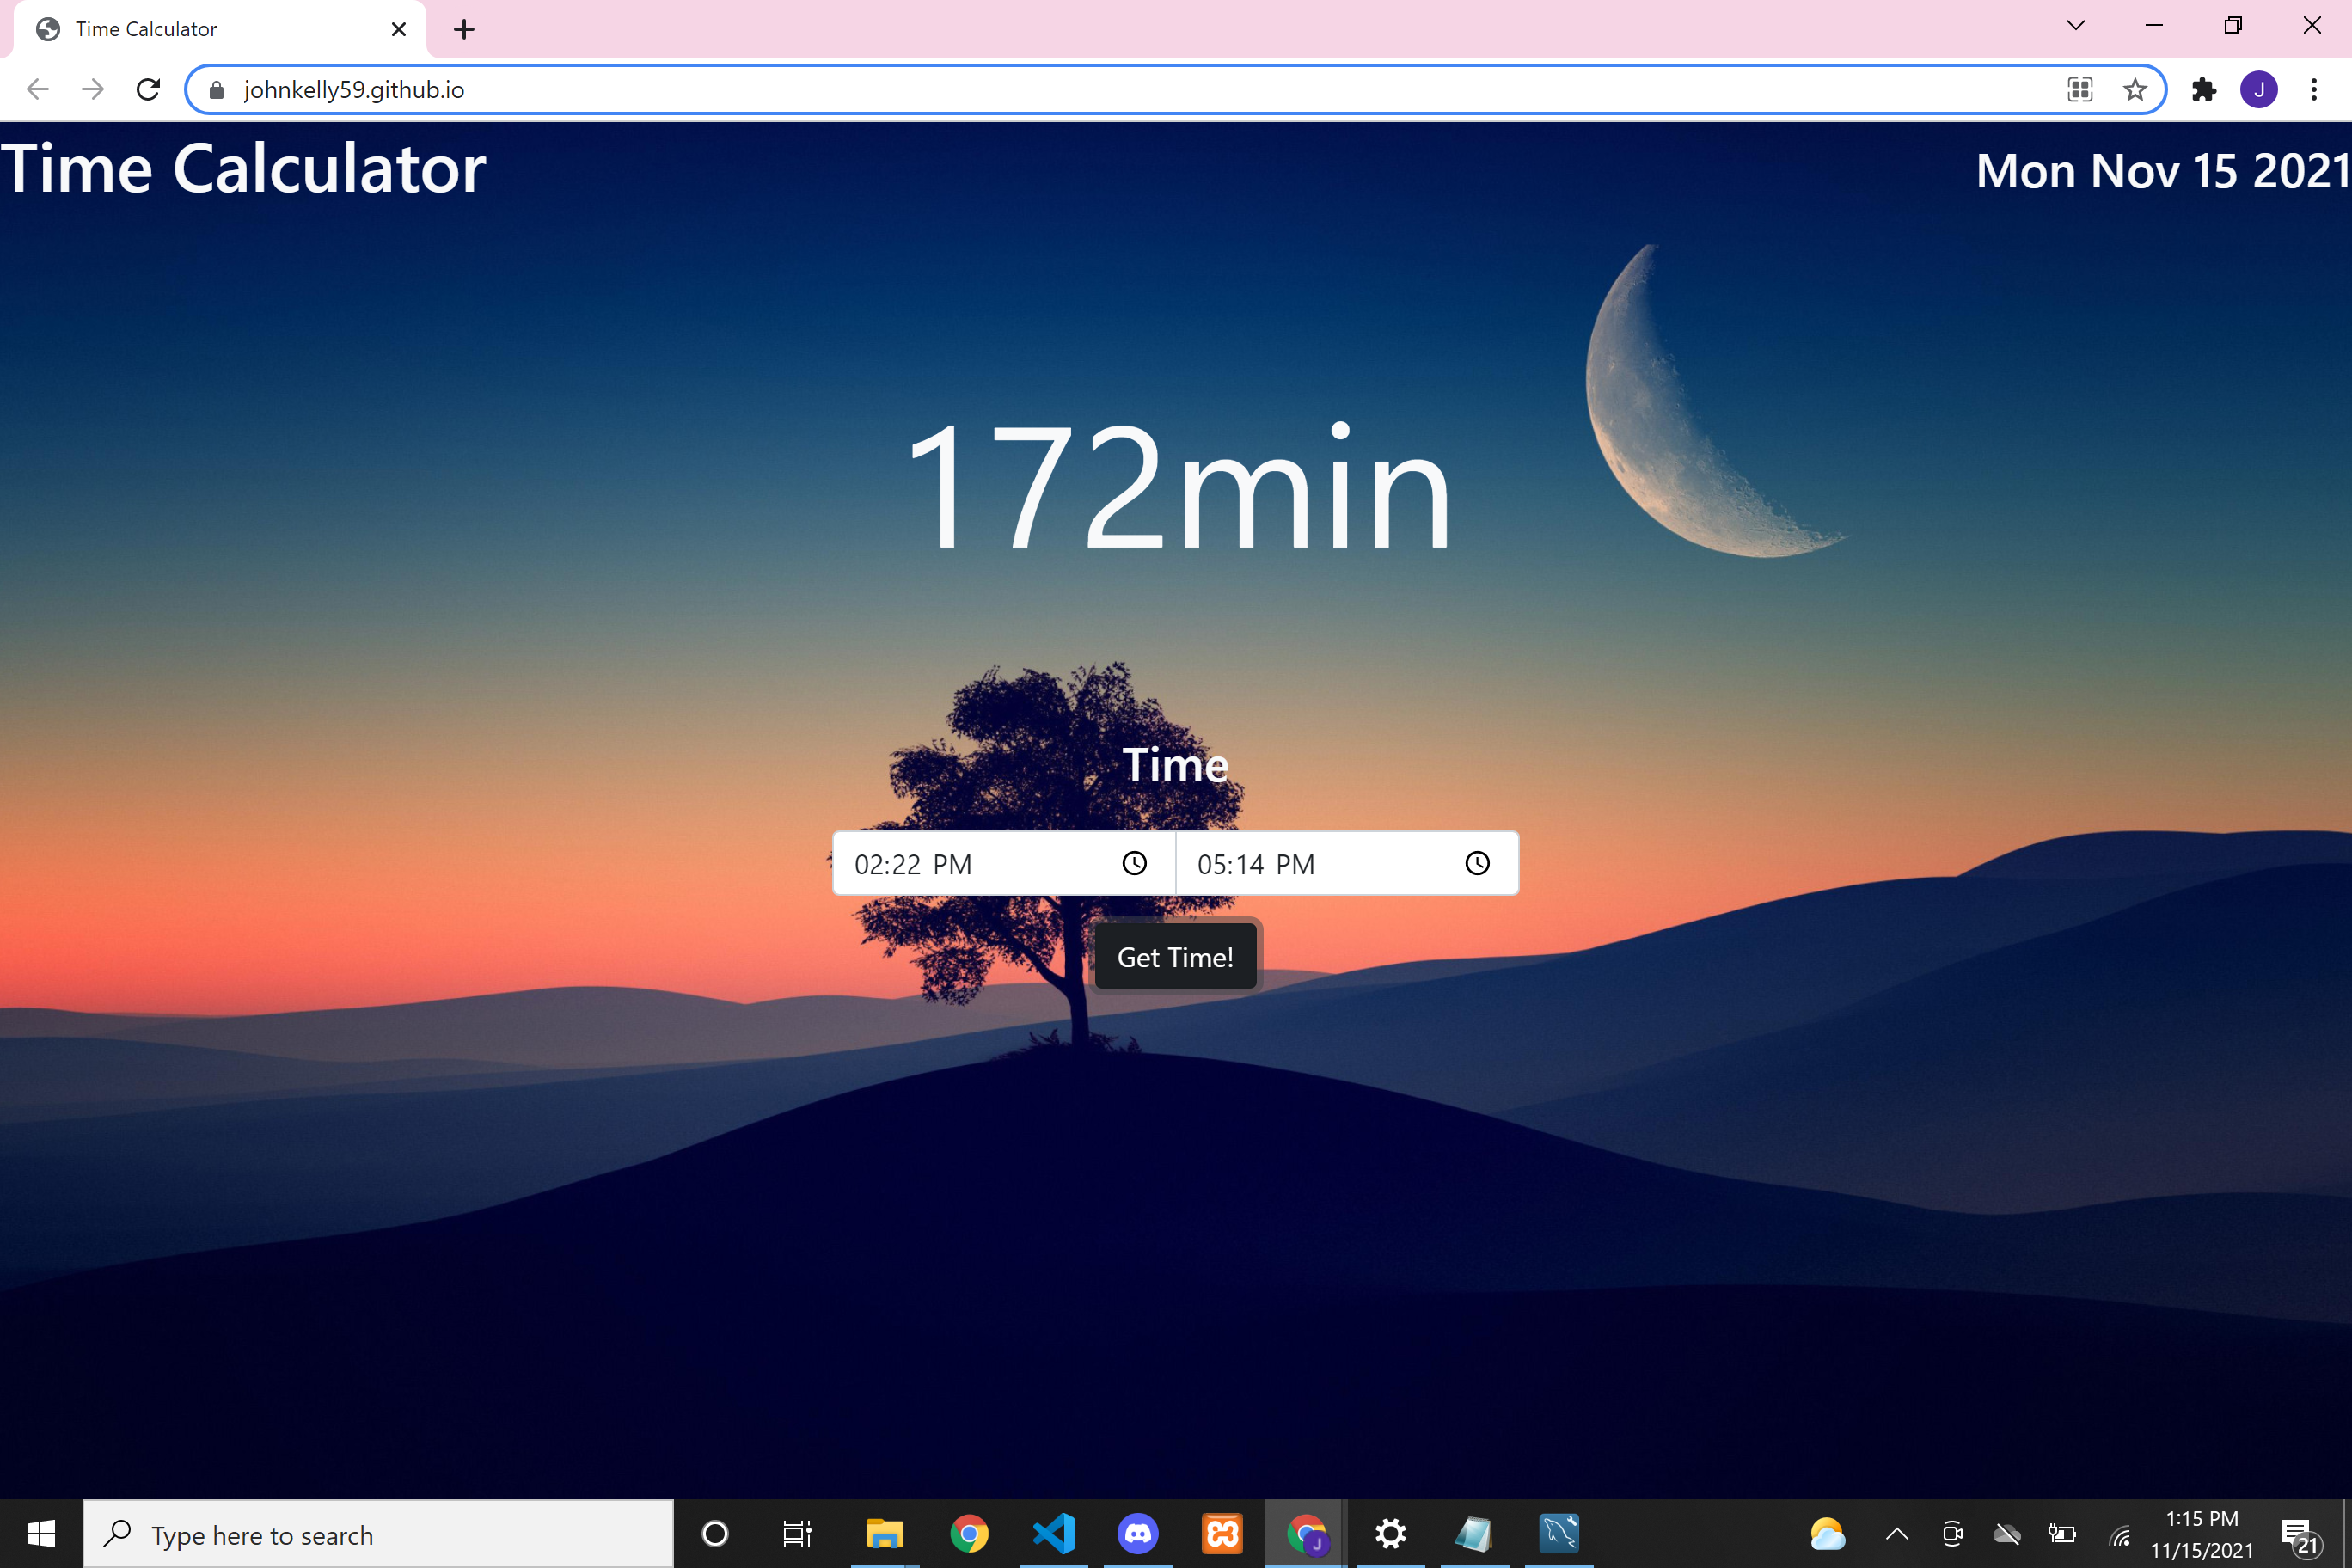 Time Calculator
johnkelly59.github.io
J
Time Calculator
Mon Nov 15 2021
172min
Time
02:22 PM
05:14 PM
Get Time!
Type here to search
J
1:15 PM
11/15/2021
21